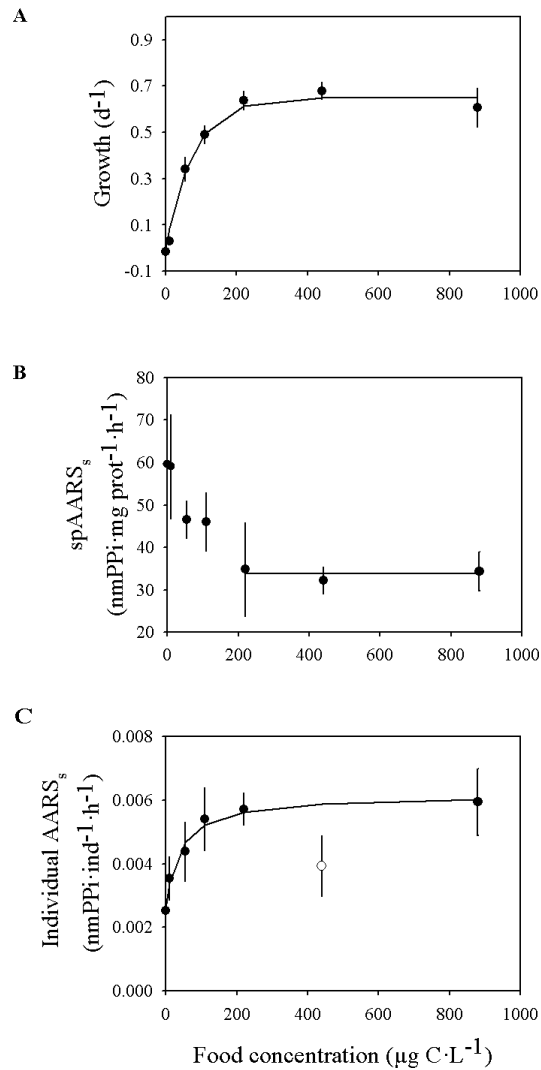 A
Growth (d-1)
0.9
0.7
0.5
0.3
0.1
-0.1
0 200 400 600 800 1000
B
spAARSs
(nmPPi·mg prot-1·h-1)
80
70
60
50
40
30
20
0 200 400 600 800 1000
C
Individual AARSs
(nmPPi·ind-1·h-1)
0.008
0.006
0.004
0.002
0.000
0 200 400 600 800 1000
Food concentration (µg C·L-1)